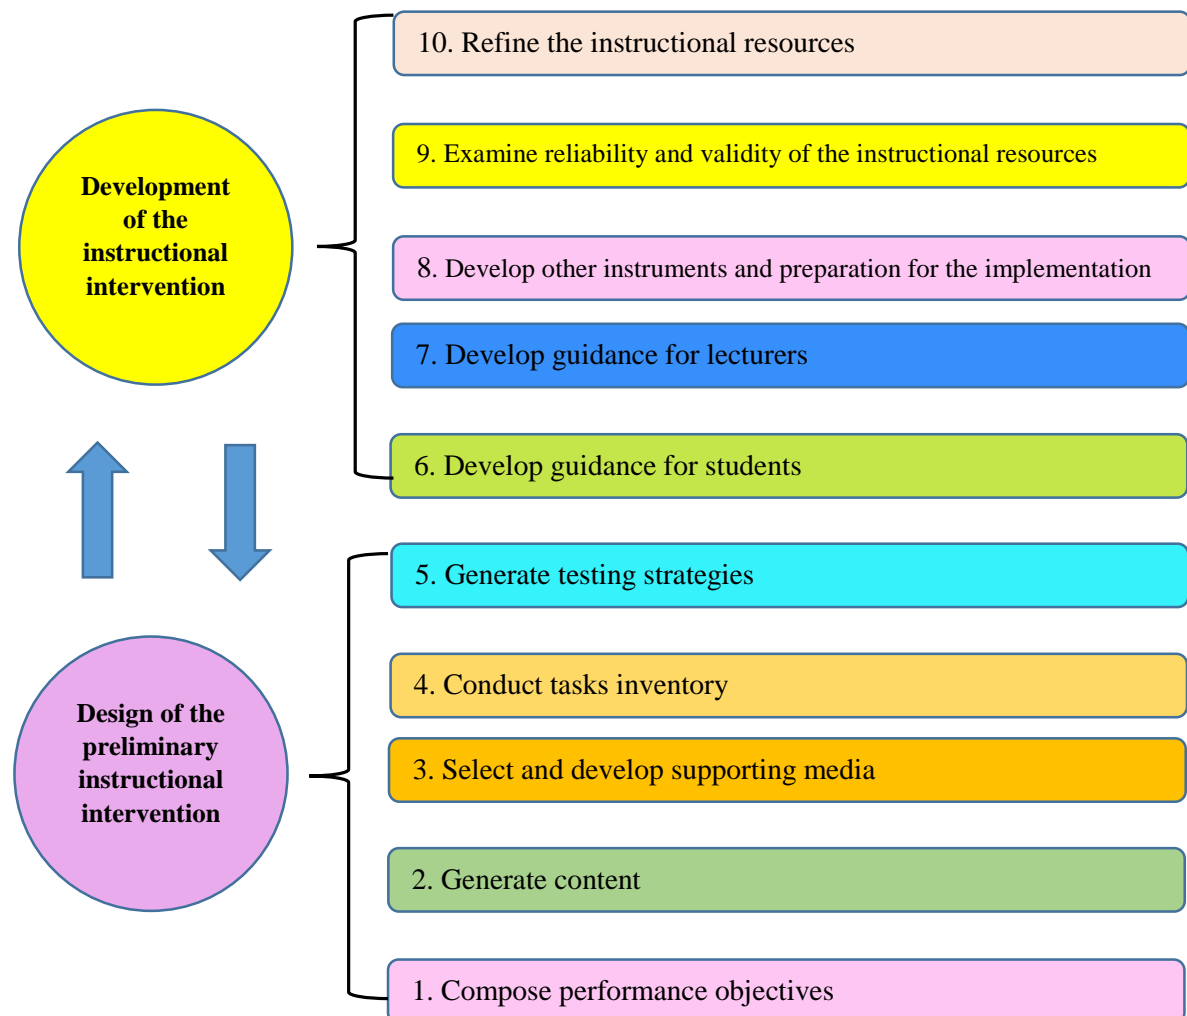 10. Refine the instructional resources
9. Examine reliability and validity of the instructional resources
Development
of the
instructional
intervention
8. Develop other instruments and preparation for the implementation
7. Develop guidance for lecturers
6. Develop guidance for students
5. Generate testing strategies
4. Conduct tasks inventory
Design of the
preliminary
instructional
intervention
3. Select and develop supporting media
2. Generate content
1. Compose performance objectives